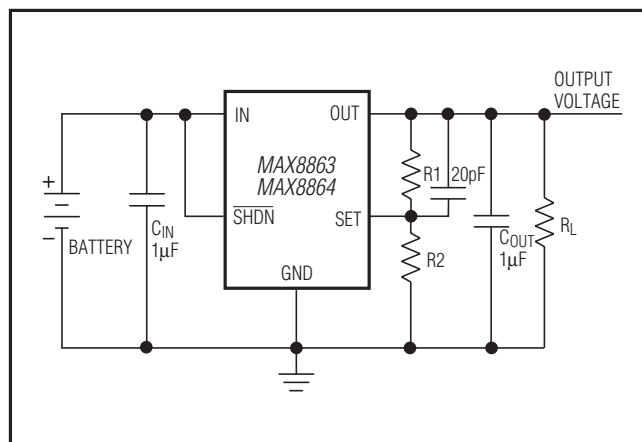 OUTPUT
VOLTAGE
IN
OUT
MAX8863
MAX8864
R1
20pF
+
−
CIN
1µF
SHDN
SET
BATTERY
GND
R2
COUT
1µF
RL